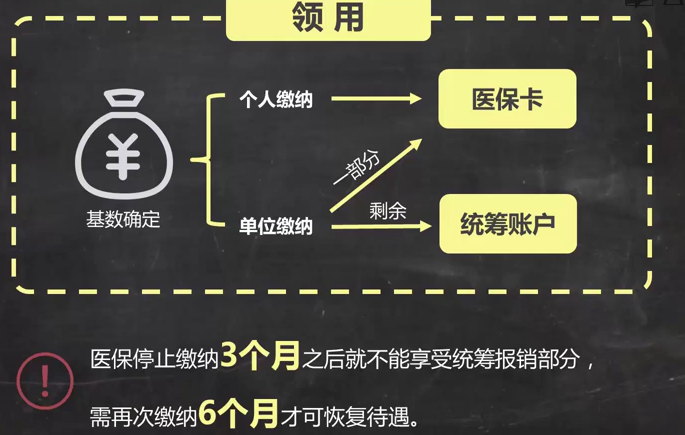 领用
个人缴纳
医保卡
¥
一部分
基数确定
单位缴纳
剩余
统筹账户
医保停止缴纳3个月之后就不能享受统筹报销部分，
需再次缴纳6个月才可恢复待遇。